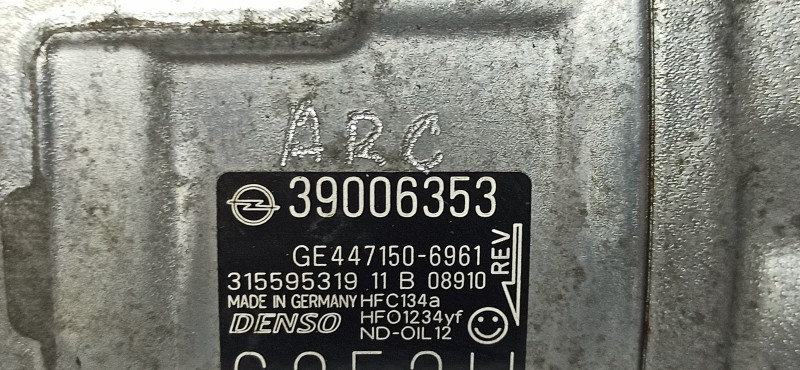 ARC
39006353
GE447150-6961
REV
315595319 11 B 08910
MADE IN GERMANY HFC134a
DENSO HFO1234yf
ND-OIL12